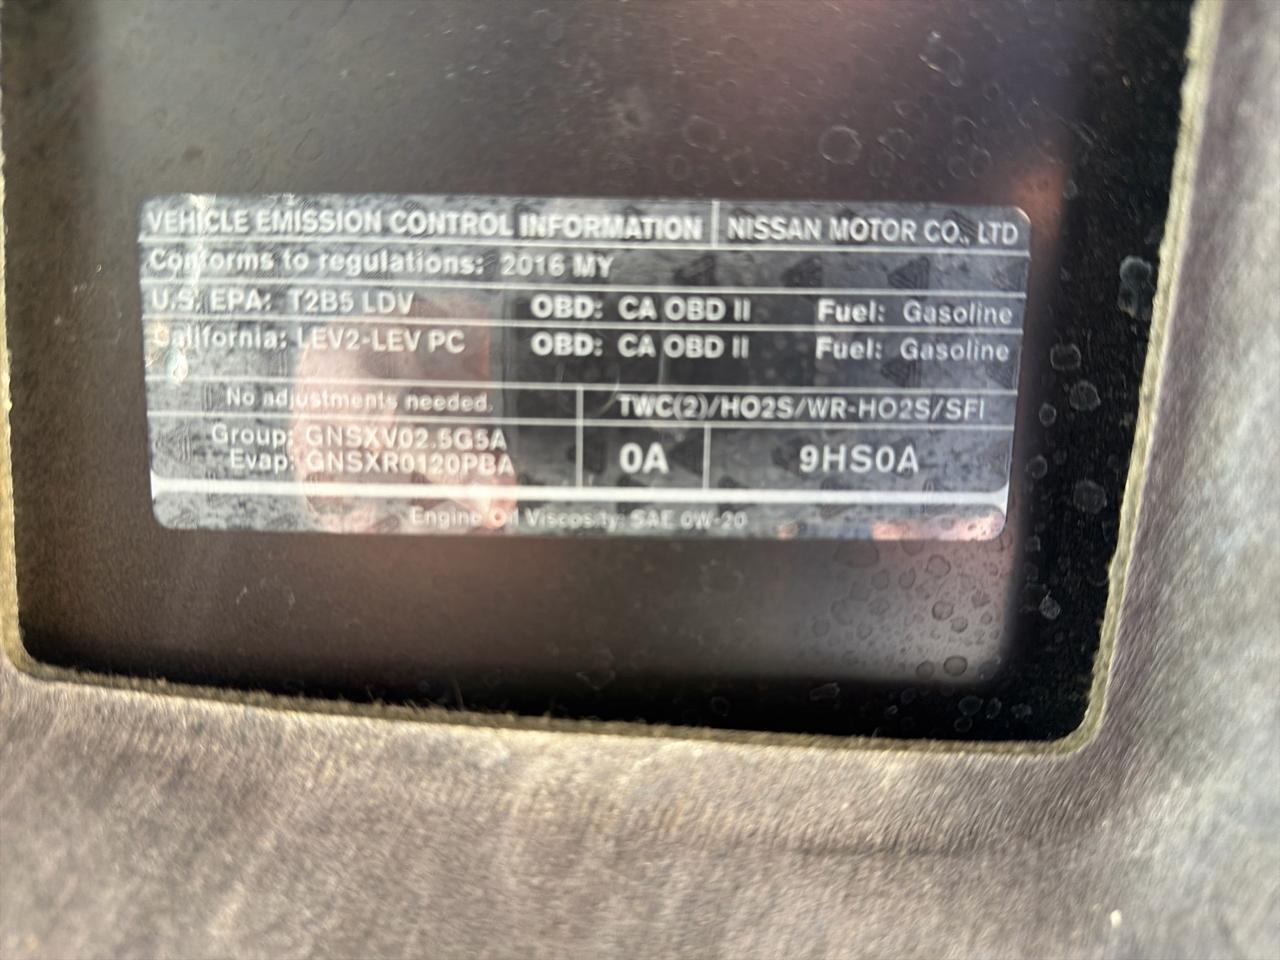 VEHICLE EMISSION CONTROL INFORMATION NISSAN MOTOR CO., LTD
Conforms to regulations: 2016 MY
U.S. EPA: T2B5 LDV OBD: CA OBD II Fuel: Gasoline
California: LEV2-LEV PC OBD: CA OBD II Fuel: Gasoline
No adjustments needed. TWC(2)/HO2S/WR-HO2S/SFI
Group: GNSXV02.5G5A
Evap: GNSXR0120PBA
0A 9HS0A
Engine Oil Viscosity: SAE 0W-20